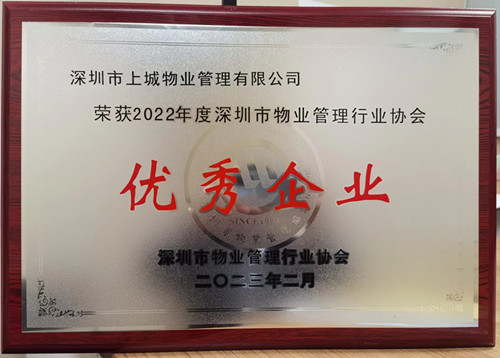 深圳市上城物业管理有限公司
荣获2022年度深圳市物业管理行业协会
优秀企业
SINCE1993
深圳市物业管理行业协会
二〇二三年二月